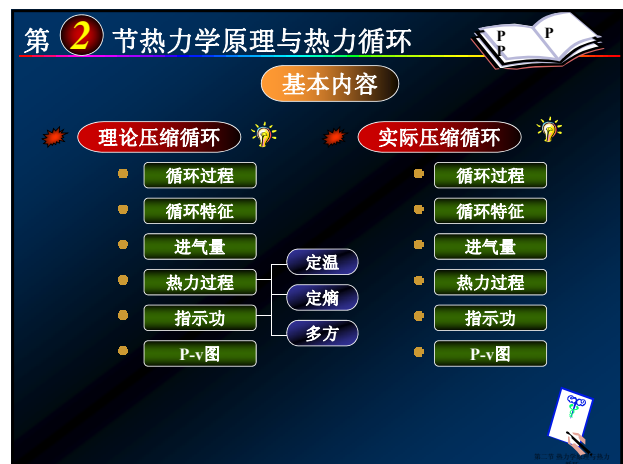 第2节热力学原理与热力循环
P P
P
基本内容
理论压缩循环
循环过程
循环特征
进气量
热力过程
指示功
P-v图
定温
定熵
多方
实际压缩循环
循环过程
循环特征
进气量
热力过程
指示功
P-v图